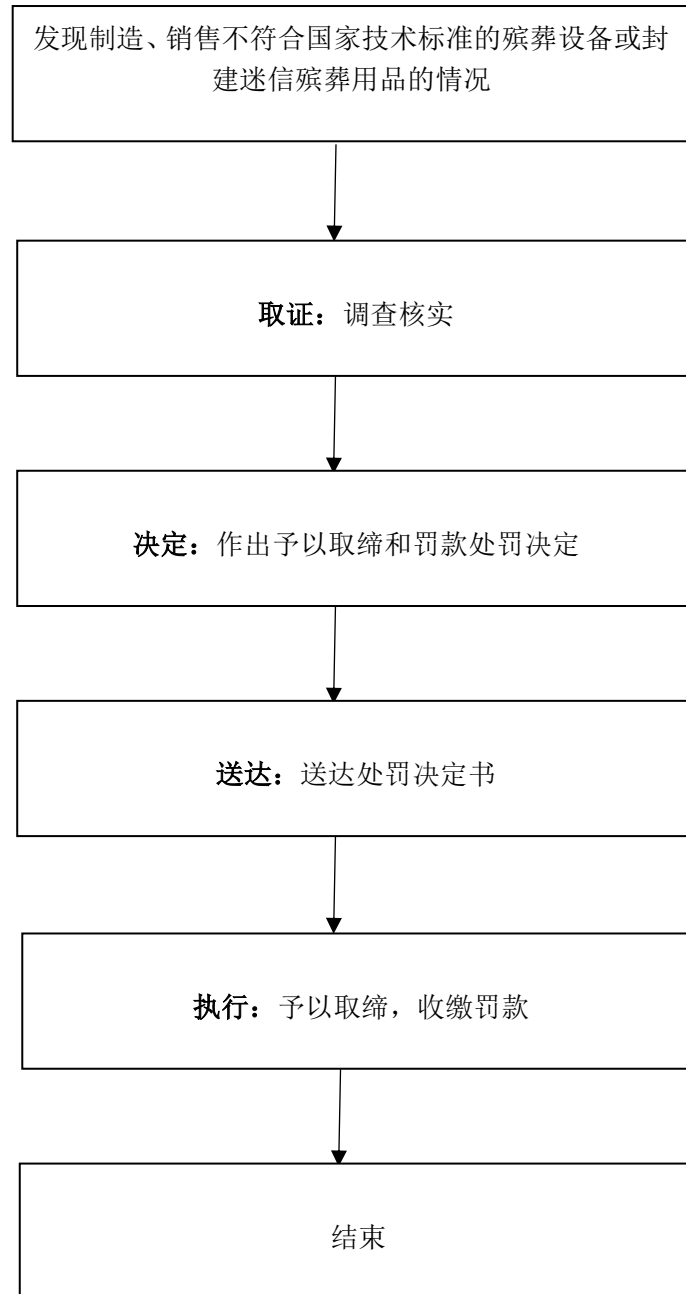 发现制造、销售不符合国家技术标准的殡葬设备或封
建迷信殡葬用品的情况
取证：调查核实
决定：作出予以取缔和罚款处罚决定
送达：送达处罚决定书
执行：予以取缔，收缴罚款
结束